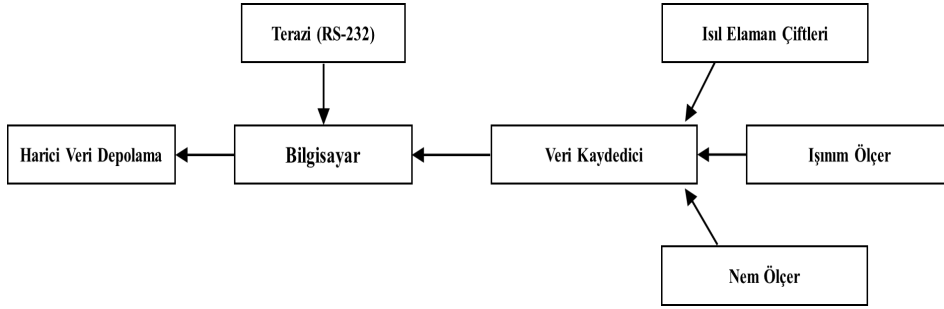 Terazi (RS-232)
Isıl Elaman Çiftleri
Harici Veri Depolama
Bilgisayar
Veri Kaydedici
Işınım Ölçer
Nem Ölçer